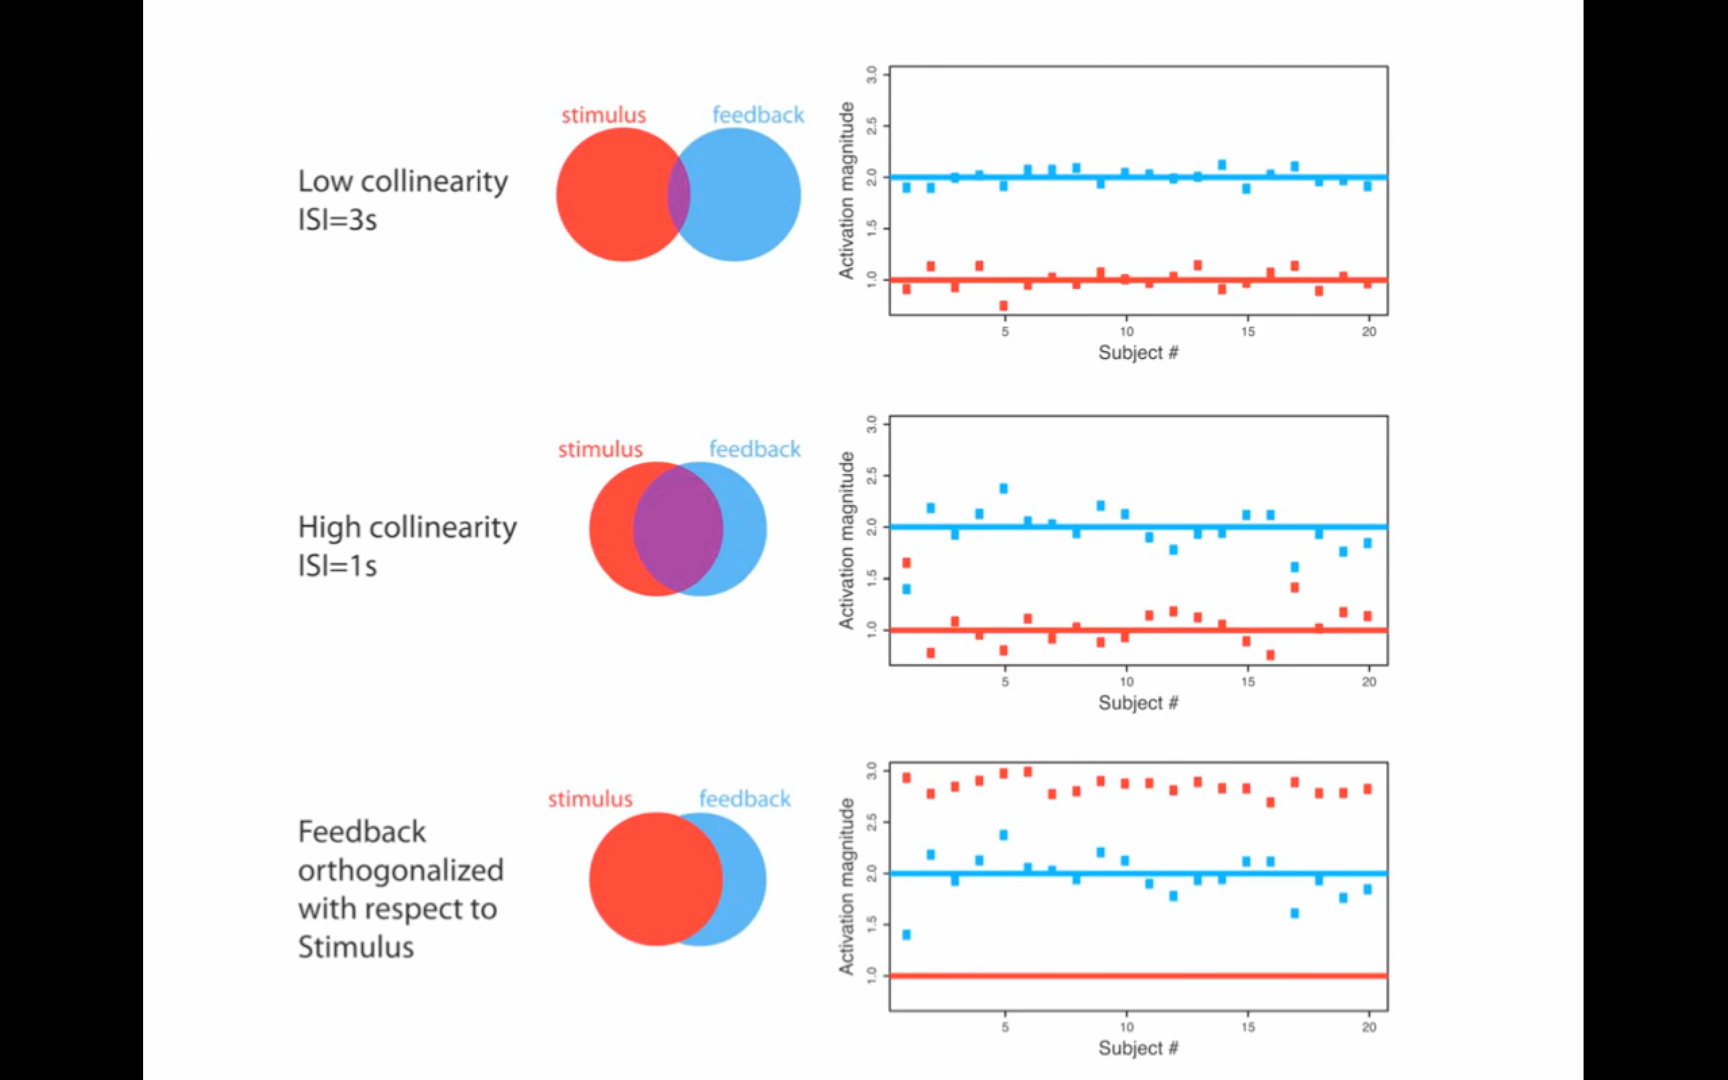 Low collinearity
ISI=3s
stimulus feedback
Activation magnitude
3.0
2.5
2.0
1.5
1.0
5 10 15 20
Subject #
High collinearity
ISI=1s
stimulus feedback
Activation magnitude
3.0
2.5
2.0
1.5
1.0
5 10 15 20
Subject #
Feedback
orthogonalized
with respect to
Stimulus
stimulus feedback
Activation magnitude
3.0
2.5
2.0
1.5
1.0
5 10 15 20
Subject #